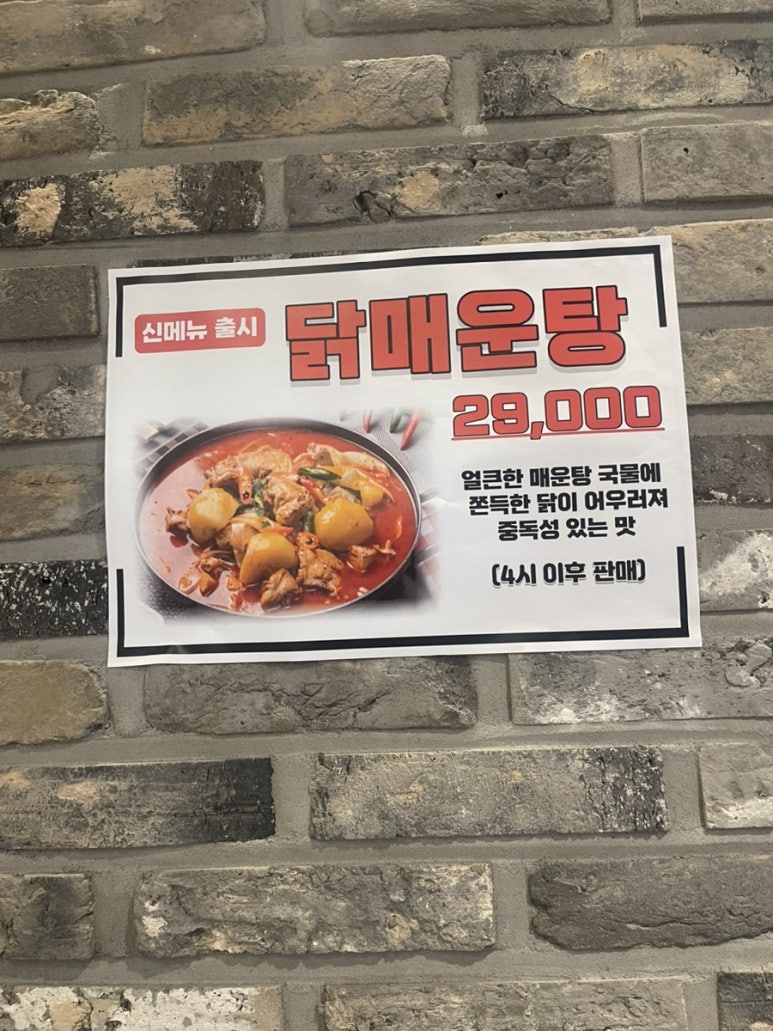 신메뉴 출시
닭매운탕
29,000
얼큰한 매운탕 국물에
쫀득한 닭이 어우러져
중독성 있는 맛
(4시 이후 판매)